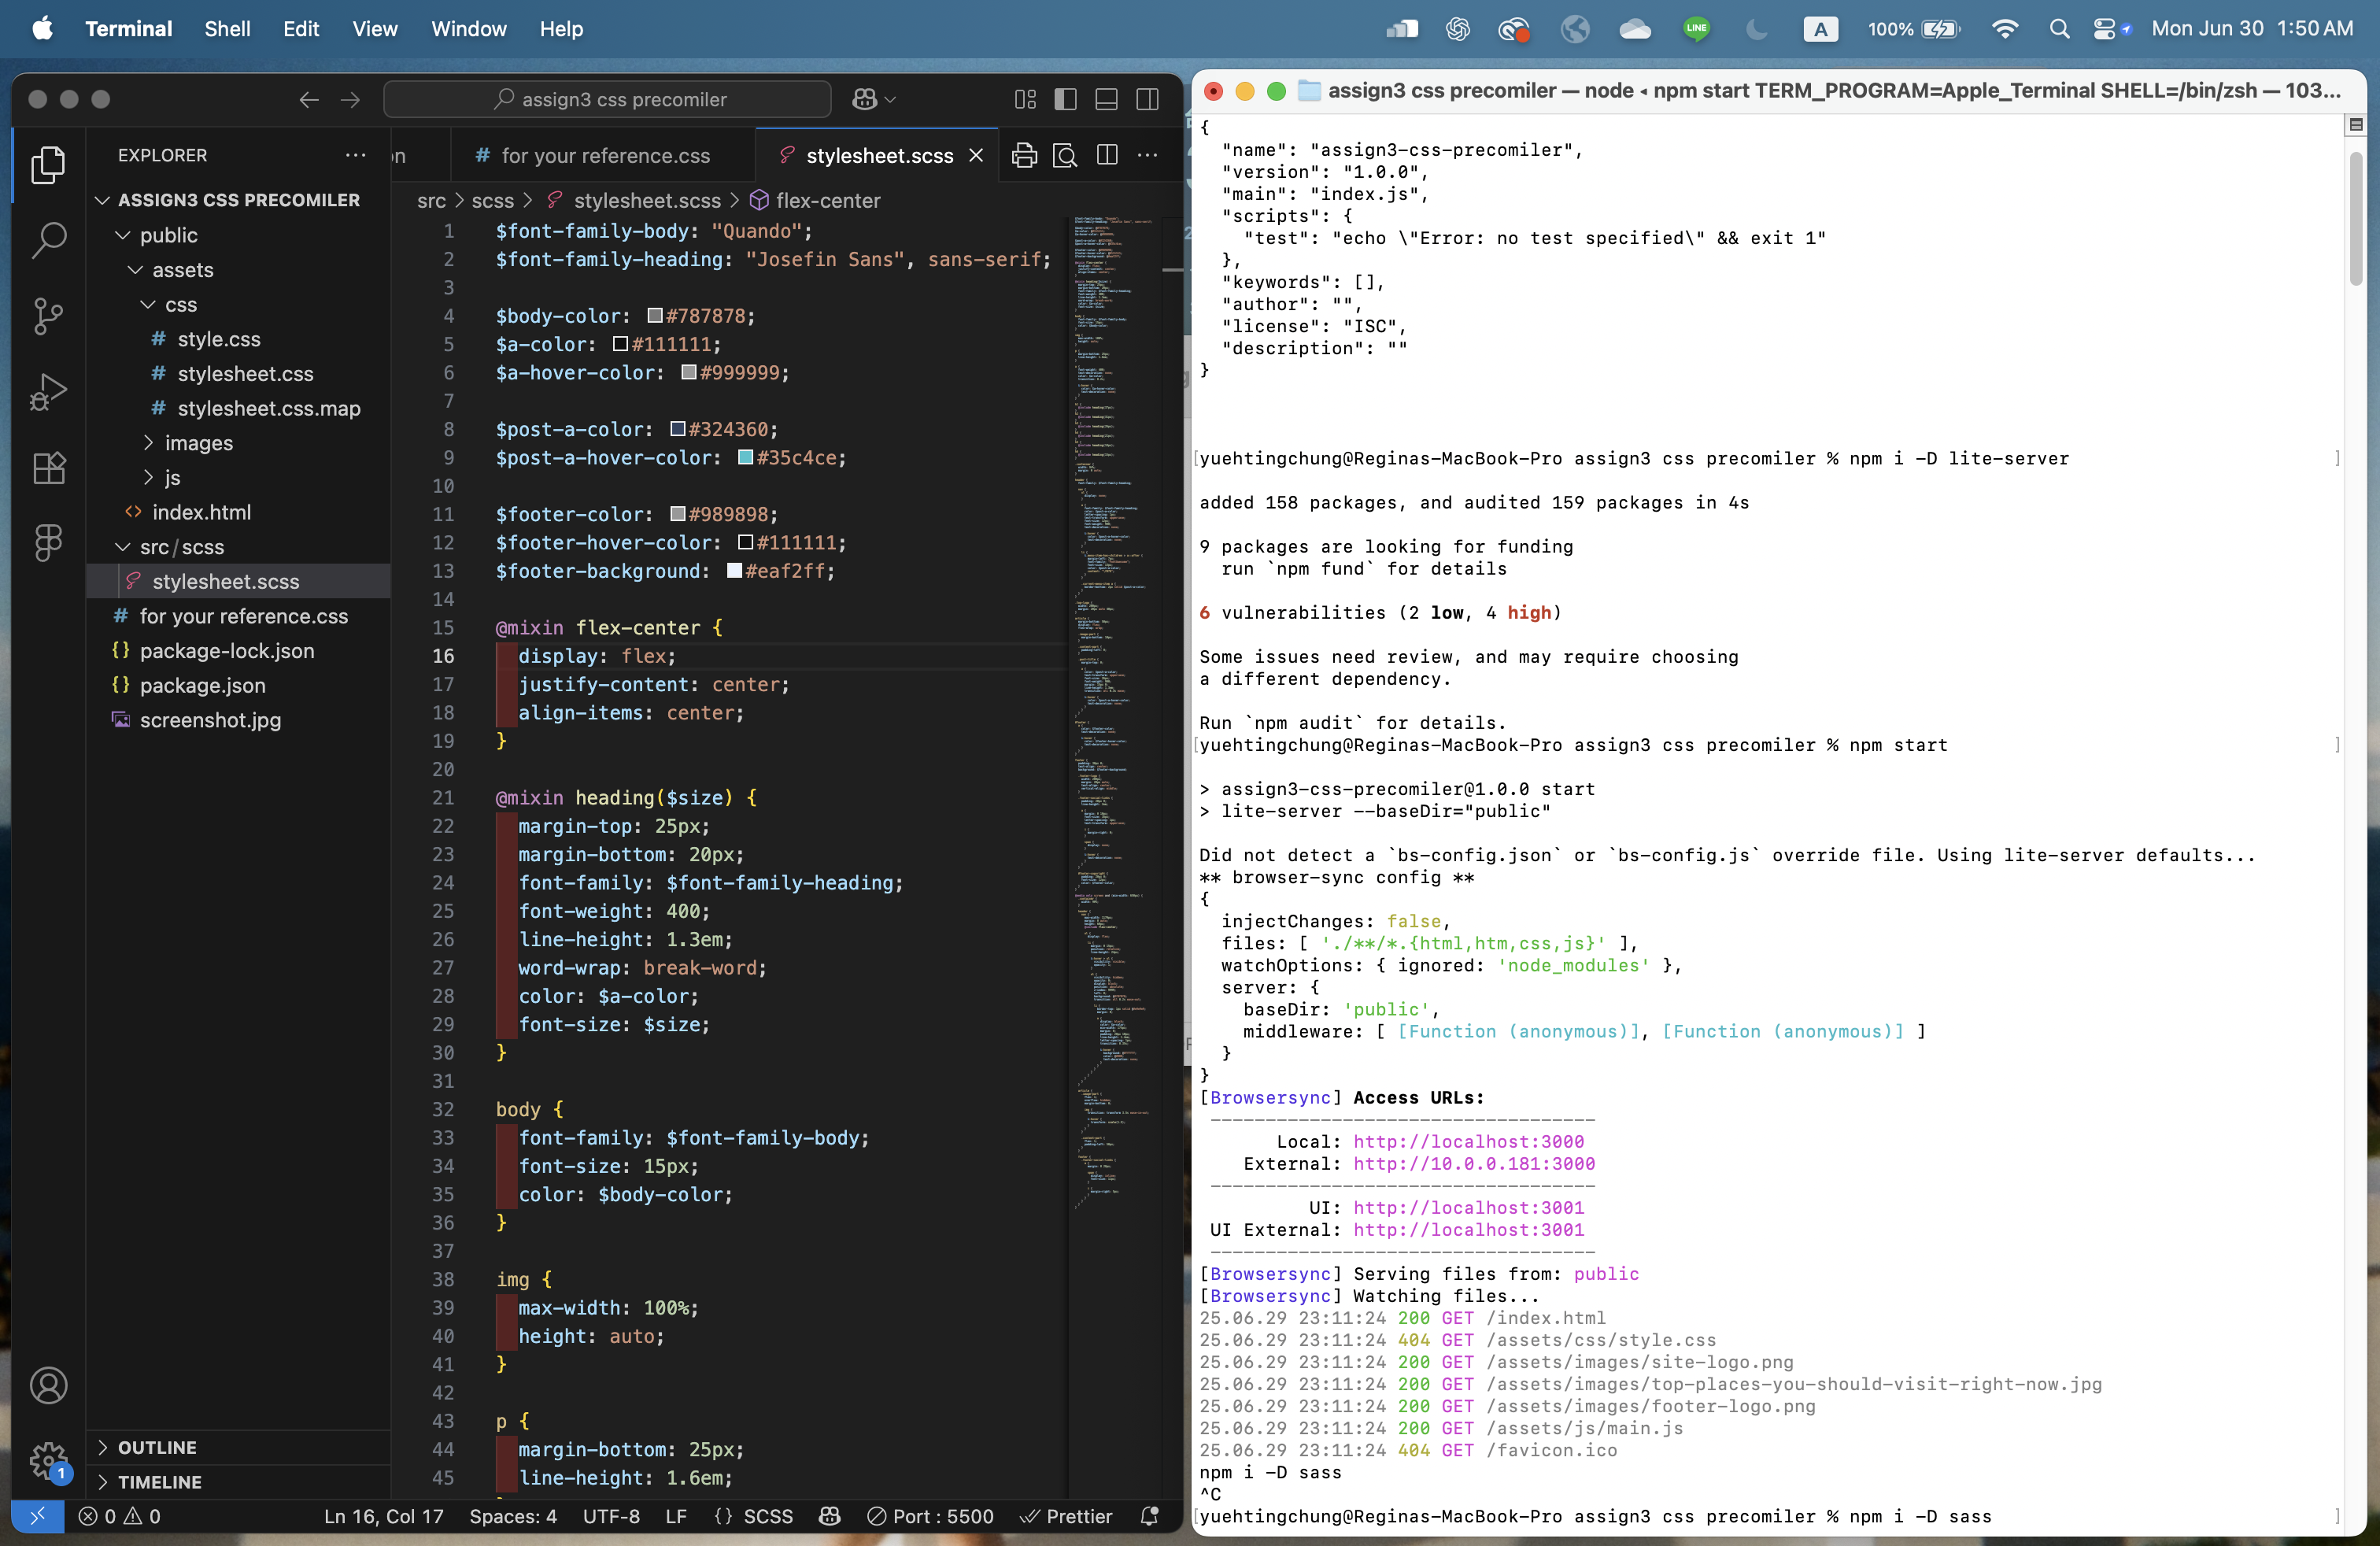 Terminal Shell Edit View Window Help
LINE A 100% Mon Jun 30 1:50 AM
assign3 css precomiler
EXPLORER
ASSIGN3 CSS PRECOMILER
public
assets
css
# style.css
# stylesheet.css
# stylesheet.css.map
images
js
<> index.html
src/scss
stylesheet.scss
# for your reference.css
{} package-lock.json
{} package.json
screenshot.jpg
OUTLINE
TIMELINE
1
on
# for your reference.css
stylesheet.scss
src > scss > stylesheet.scss > flex-center
1 $font-family-body: "Quando";
2 $font-family-heading: "Josefin Sans", sans-serif;
3
4 $body-color: #787878;
5 $a-color: #111111;
6 $a-hover-color: #999999;
7
8 $post-a-color: #324360;
9 $post-a-hover-color: #35c4ce;
10
11 $footer-color: #989898;
12 $footer-hover-color: #111111;
13 $footer-background: #eaf2ff;
14
15 @mixin flex-center {
16 display: flex;
17 justify-content: center;
18 align-items: center;
19 }
20
21 @mixin heading($size) {
22 margin-top: 25px;
23 margin-bottom: 20px;
24 font-family: $font-family-heading;
25 font-weight: 400;
26 line-height: 1.3em;
27 word-wrap: break-word;
28 color: $a-color;
29 font-size: $size;
30 }
31
32 body {
33 font-family: $font-family-body;
34 font-size: 15px;
35 color: $body-color;
36 }
37
38 img {
39 max-width: 100%;
40 height: auto;
41 }
42
43 p {
44 margin-bottom: 25px;
45 line-height: 1.6em;
0 0 Ln 16, Col 17 Spaces: 4 UTF-8 LF {} SCSS Port : 5500 Prettier
assign3 css precomiler — node ◂ npm start TERM_PROGRAM=Apple_Terminal SHELL=/bin/zsh — 103...
{
"name": "assign3-css-precomiler",
"version": "1.0.0",
"main": "index.js",
"scripts": {
"test": "echo \"Error: no test specified\" && exit 1"
},
"keywords": [],
"author": "",
"license": "ISC",
"description": ""
}
[yuehtingchung@Reginas-MacBook-Pro assign3 css precomiler % npm i -D lite-server ]
added 158 packages, and audited 159 packages in 4s
9 packages are looking for funding
run `npm fund` for details
6 vulnerabilities (2 low, 4 high)
Some issues need review, and may require choosing
a different dependency.
Run `npm audit` for details.
[yuehtingchung@Reginas-MacBook-Pro assign3 css precomiler % npm start ]
> assign3-css-precomiler@1.0.0 start
> lite-server --baseDir="public"
Did not detect a `bs-config.json` or `bs-config.js` override file. Using lite-server defaults...
** browser-sync config **
{
injectChanges: false,
files: [ './**/*.{html,htm,css,js}' ],
watchOptions: { ignored: 'node_modules' },
server: {
baseDir: 'public',
middleware: [ [Function (anonymous)], [Function (anonymous)] ]
}
}
[Browsersync] Access URLs:
-----------------------------------
Local: http://localhost:3000
External: http://10.0.0.181:3000
-----------------------------------
UI: http://localhost:3001
UI External: http://localhost:3001
-----------------------------------
[Browsersync] Serving files from: public
[Browsersync] Watching files...
25.06.29 23:11:24 200 GET /index.html
25.06.29 23:11:24 404 GET /assets/css/style.css
25.06.29 23:11:24 200 GET /assets/images/site-logo.png
25.06.29 23:11:24 200 GET /assets/images/top-places-you-should-visit-right-now.jpg
25.06.29 23:11:24 200 GET /assets/images/footer-logo.png
25.06.29 23:11:24 200 GET /assets/js/main.js
25.06.29 23:11:24 404 GET /favicon.ico
npm i -D sass
^C
[yuehtingchung@Reginas-MacBook-Pro assign3 css precomiler % npm i -D sass ]